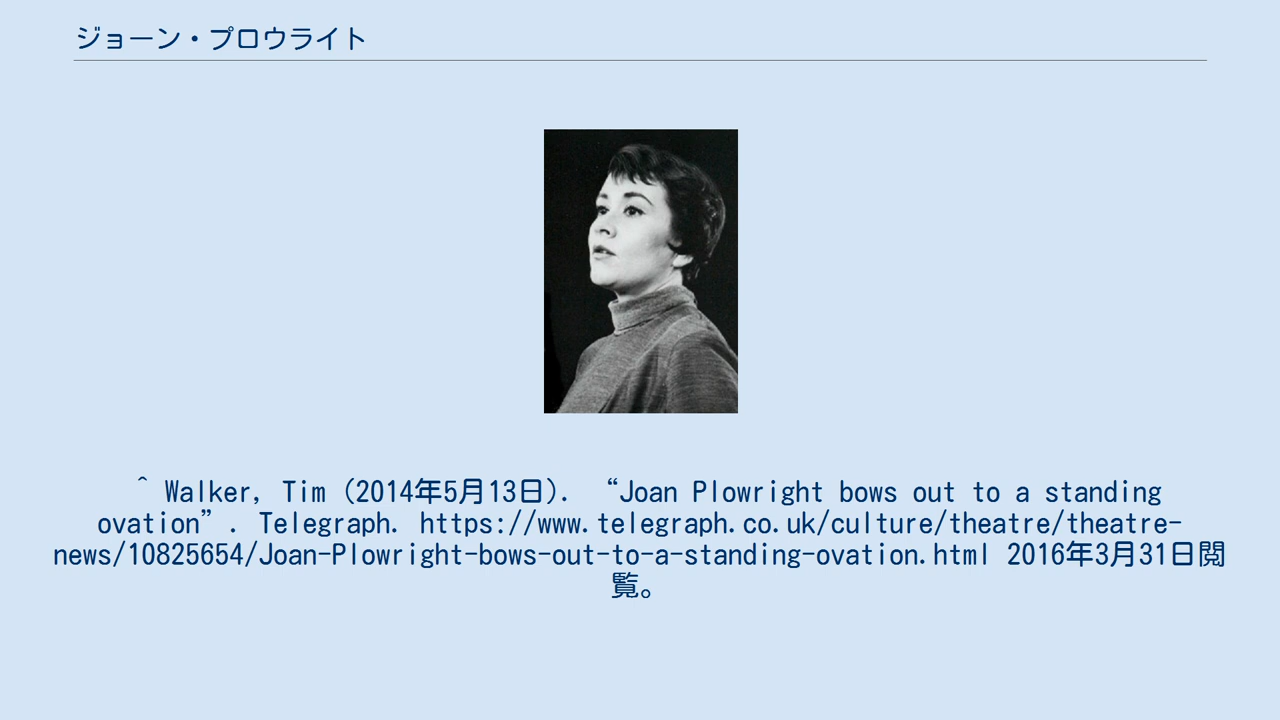 ジョーン・プロウライト
^ Walker, Tim (2014年5月13日). “Joan Plowright bows out to a standing
ovation”. Telegraph. https://www.telegraph.co.uk/culture/theatre/theatre-
news/10825654/Joan-Plowright-bows-out-to-a-standing-ovation.html 2016年3月31日閲
覧。